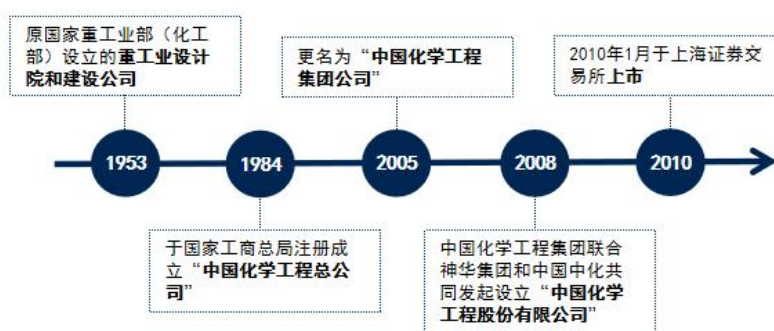 原国家重工业部（化工
部）设立的重工业设计
院和建设公司
更名为“中国化学工程
集团公司”
2010年1月于上海证券交
易所上市
1953
1984
2005
2008
2010
于国家工商总局注册成
立“中国化学工程总公
司”
中国化学工程集团联合
神华集团和中国中化共
同发起设立“中国化学
工程股份有限公司”